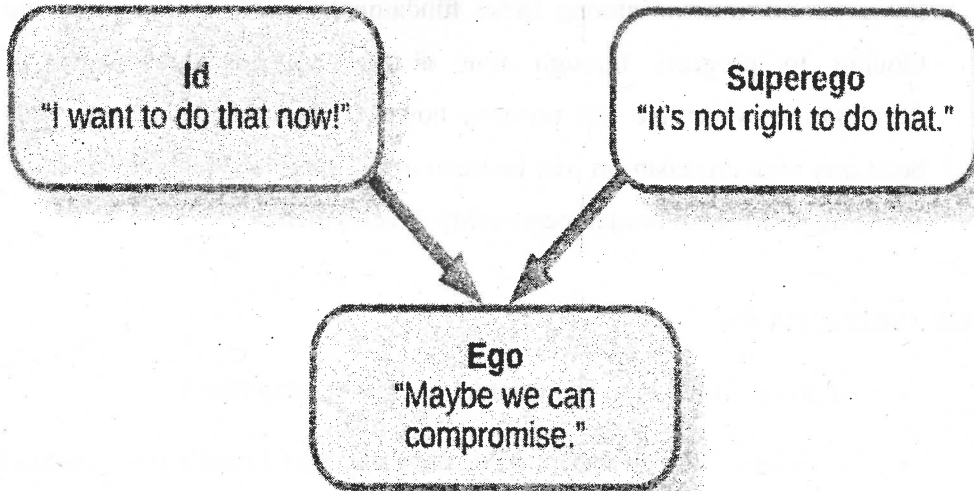 Id
“I want to do that now!”
Superego
“It's not right to do that.”
Ego
“Maybe we can
compromise.”